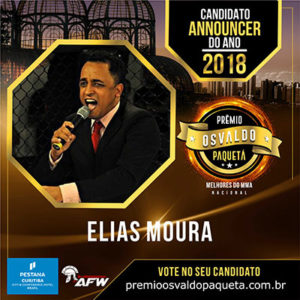 CANDIDATO
ANNOUNCER
DO ANO
2018
PRÊMIO
OSVALDO
PAQUETÁ
MELHORES DO MMA
NACIONAL
ELIAS MOURA
PESTANA
CURITIBA
AFW
VOTE NO SEU CANDIDATO
premioosvaldopaqueta.com.br